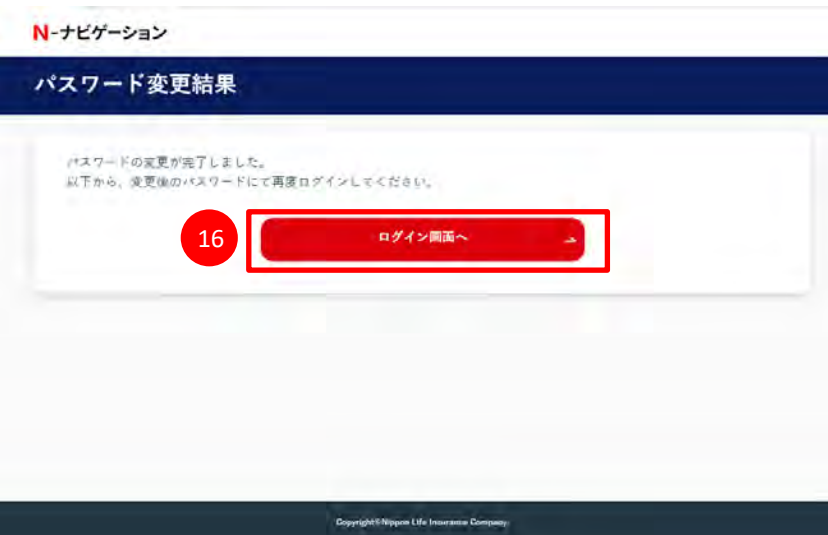 N-ナビゲーション
パスワード変更結果
パスワードの変更が完了しました。
以下から、変更後のパスワードにて再度ログインしてください。
16
ログイン画面へ
Copyright©Nippon Life Insurance Company.